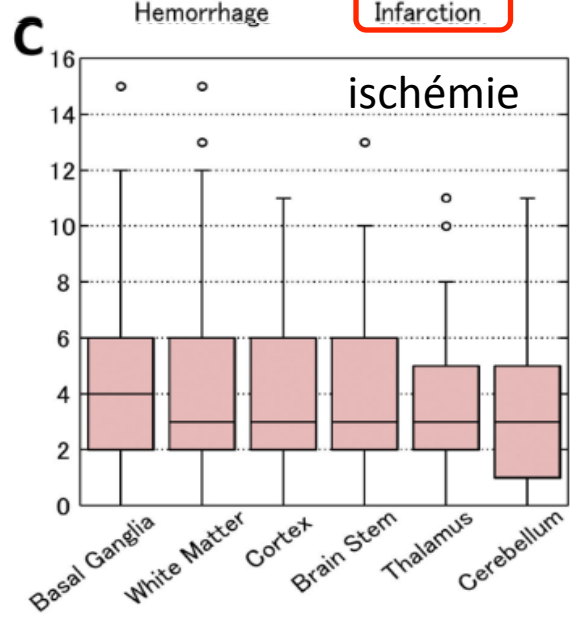 Hemorrhage Infarction
C
ischémie
16
14
12
10
8
6
4
2
0
Basal Ganglia
White Matter
Cortex
Brain Stem
Thalamus
Cerebellum